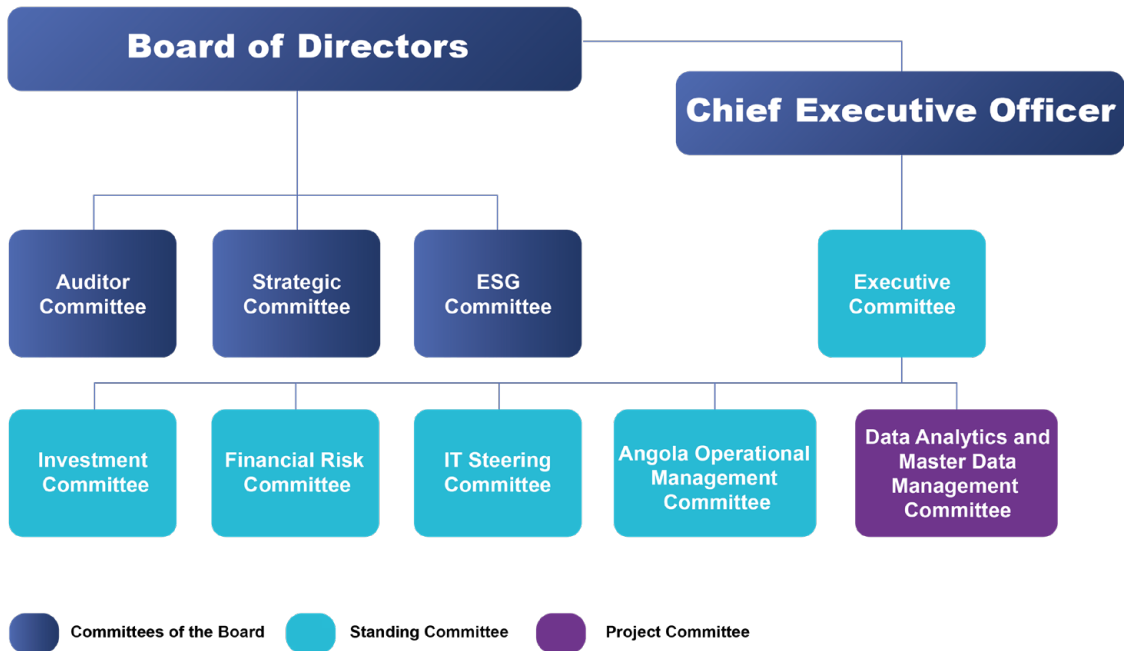 Board of Directors
Chief Executive Officer
Auditor
Committee
Strategic
Committee
ESG
Committee
Executive
Committee
Investment
Committee
Financial Risk
Committee
IT Steering
Committee
Angola Operational
Management
Committee
Data Analytics and
Master Data
Management
Committee
Committees of the Board
Standing Committee
Project Committee